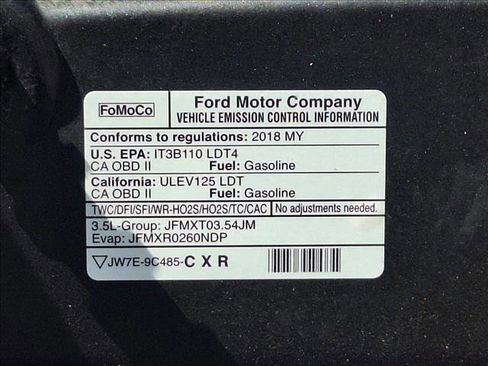 FoMoCo
Ford Motor Company
VEHICLE EMISSION CONTROL INFORMATION
Conforms to regulations: 2018 MY
U.S. EPA: IT3B110 LDT4
CA OBD II Fuel: Gasoline
California: ULEV125 LDT
CA OBD II Fuel: Gasoline
TWC/DFI/SFI/WR-HO2S/HO2S/TC/CAC No adjustments needed.
3.5L-Group: JFMXT03.54JM
Evap: JFMXR0260NDP
▽JW7E-9C485-C X R